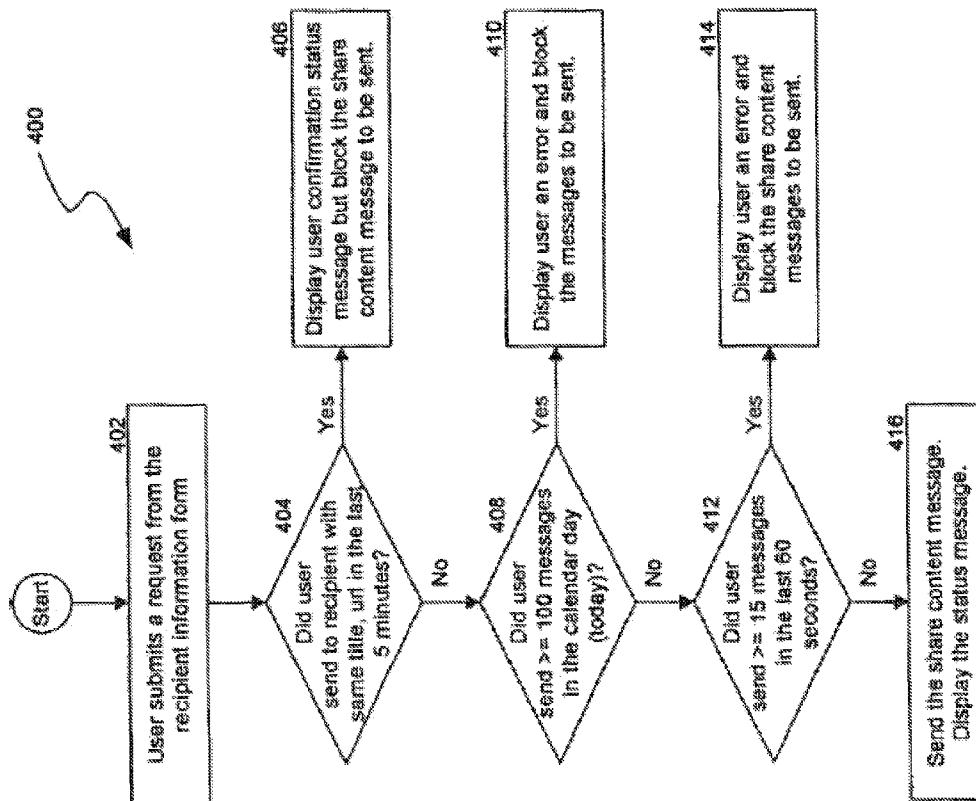 400
Start
402
User submits a request from the
recipient information form
404
Did user
send to recipient with
same title, url in the last
5 minutes?
Yes
406
Display user confirmation status
message but block the share
content message to be sent.
No
408
Did user
send >= 100 messages
in the calendar day
(today)?
Yes
410
Display user an error and block
the messages to be sent.
No
412
Did user
send >= 15 messages
in the last 60
seconds?
Yes
414
Display user an error and
block the share content
messages to be sent.
No
416
Send the share content message.
Display the status message.